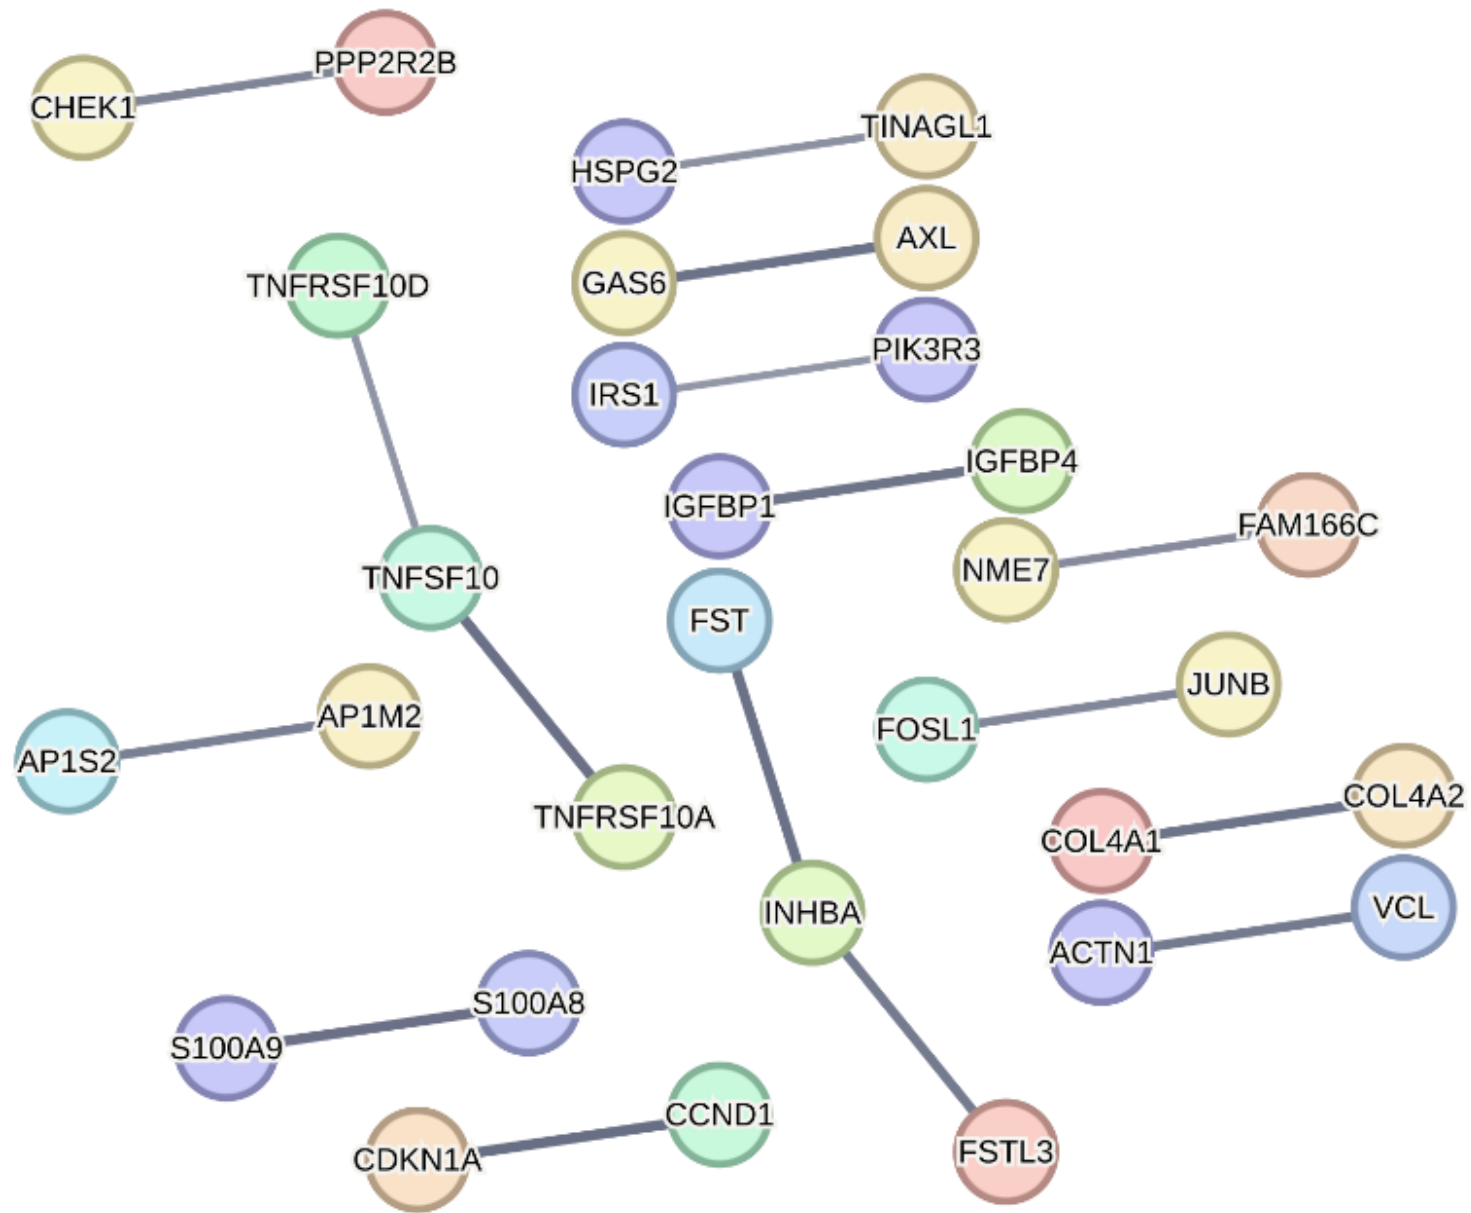 PPP2R2B
CHEK1
TINAGL1
HSPG2
AXL
GAS6
TNFRSF10D
PIK3R3
IRS1
IGFBP4
IGFBP1
FAM166C
NME7
TNFSF10
FST
JUNB
AP1M2
FOSL1
AP1S2
COL4A2
TNFRSF10A
COL4A1
VCL
INHBA
ACTN1
S100A8
S100A9
CCND1
FSTL3
CDKN1A